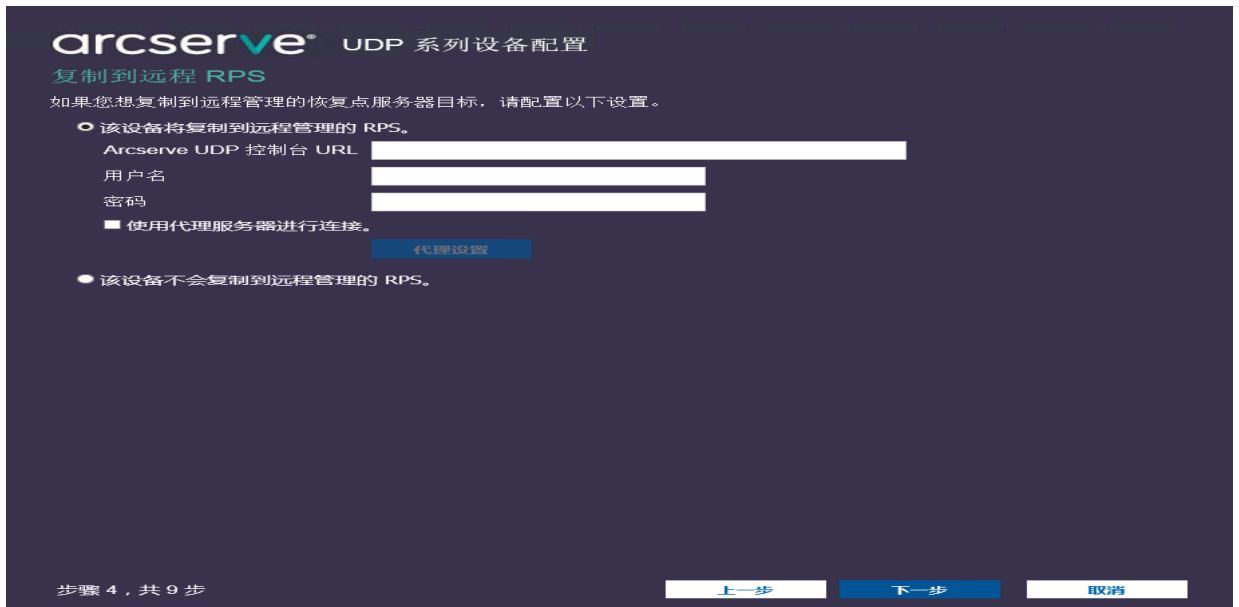 arcserve® UDP 系列设备配置
复制到远程 RPS
如果您想复制到远程管理的恢复点服务器目标，请配置以下设置。
该设备将复制到远程管理的 RPS。
Arcserve UDP 控制台 URL
用户名
密码
使用代理服务器进行连接。
代理设置
该设备不会复制到远程管理的 RPS。
步骤 4，共 9 步 上一步 下一步 取消